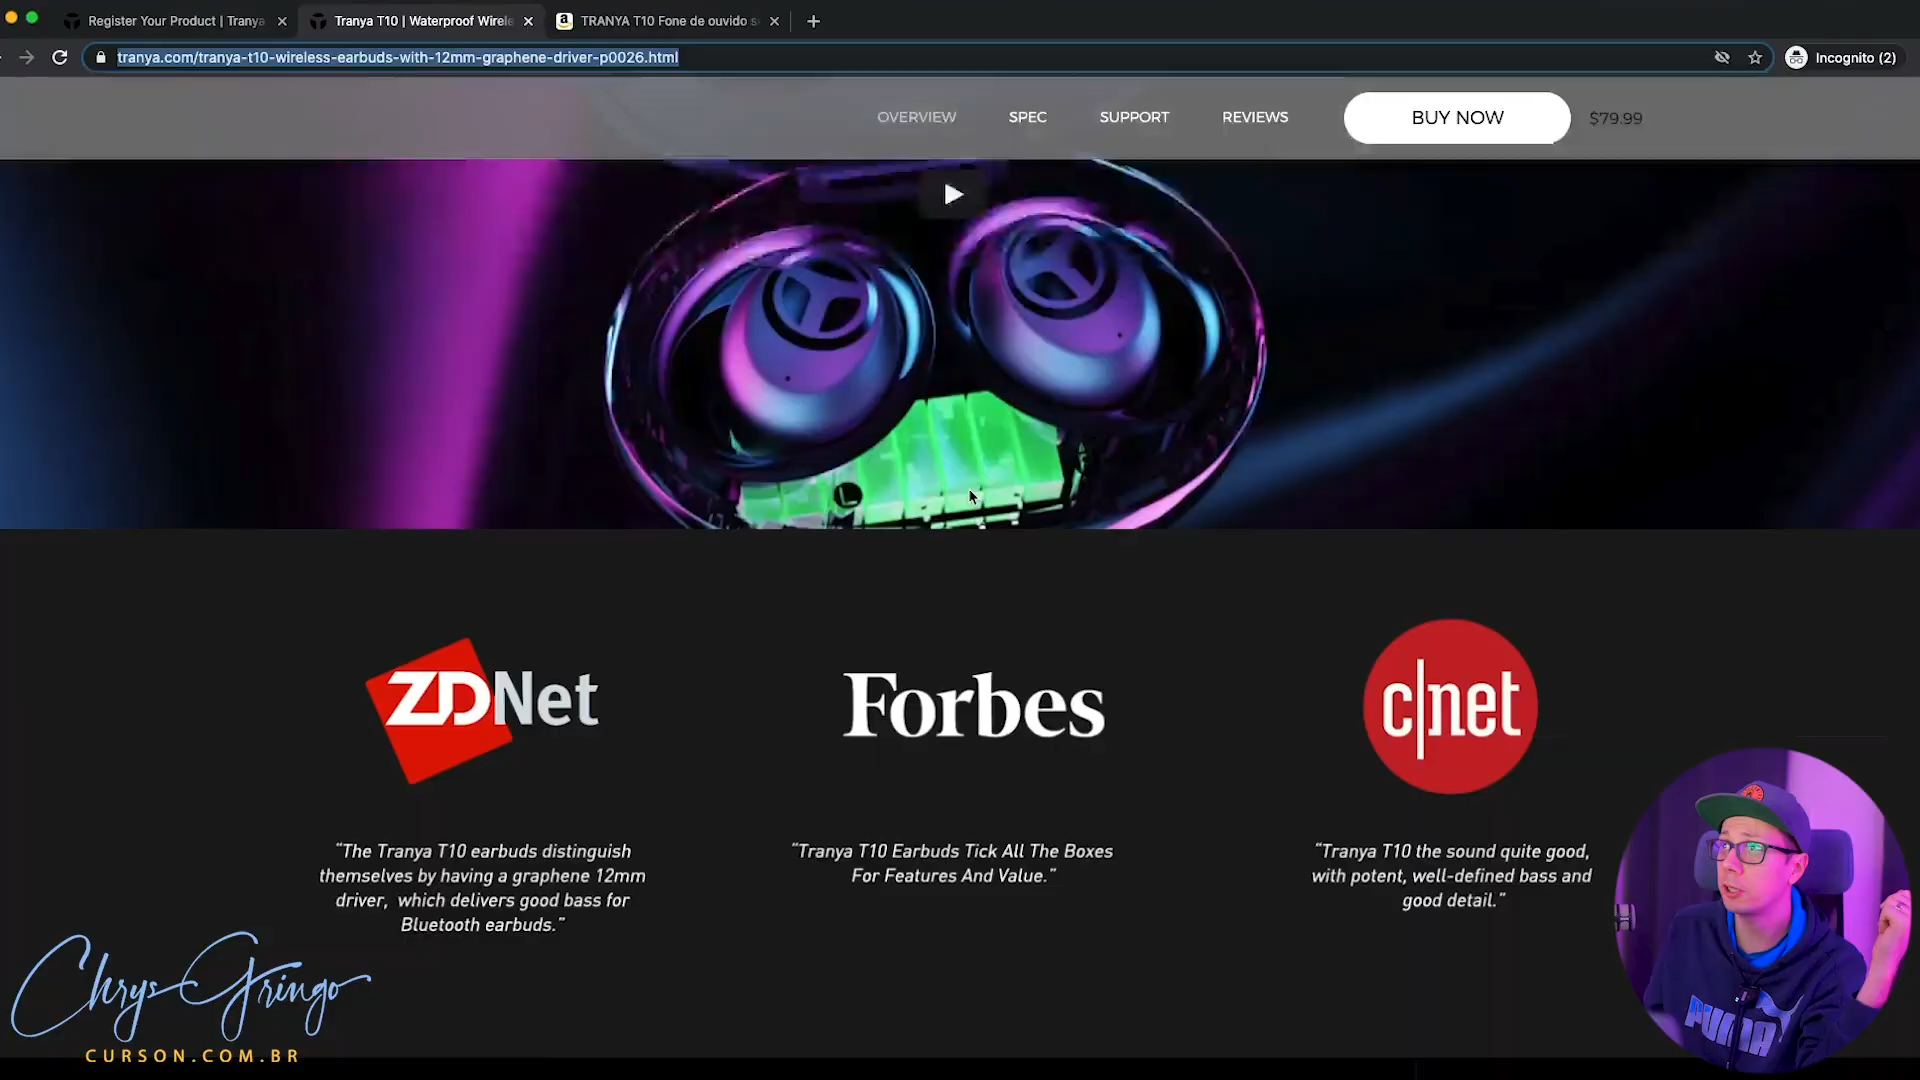 Register Your Product | Tranya
Tranya T10 | Waterproof Wirele
TRANYA T10 Fone de ouvido s
tranya.com/tranya-t10-wireless-earbuds-with-12mm-graphene-driver-p0026.html
Incognito (2)
OVERVIEW
SPEC
SUPPORT
REVIEWS
BUY NOW
$79.99
L
ZDNet
Forbes
c|net
“The Tranya T10 earbuds distinguish
themselves by having a graphene 12mm
driver, which delivers good bass for
Bluetooth earbuds.”
“Tranya T10 Earbuds Tick All The Boxes
For Features And Value.”
“Tranya T10 the sound quite good,
with potent, well-defined bass and
good detail.”
Chrys Gringo
CURSON.COM.BR
PUMA